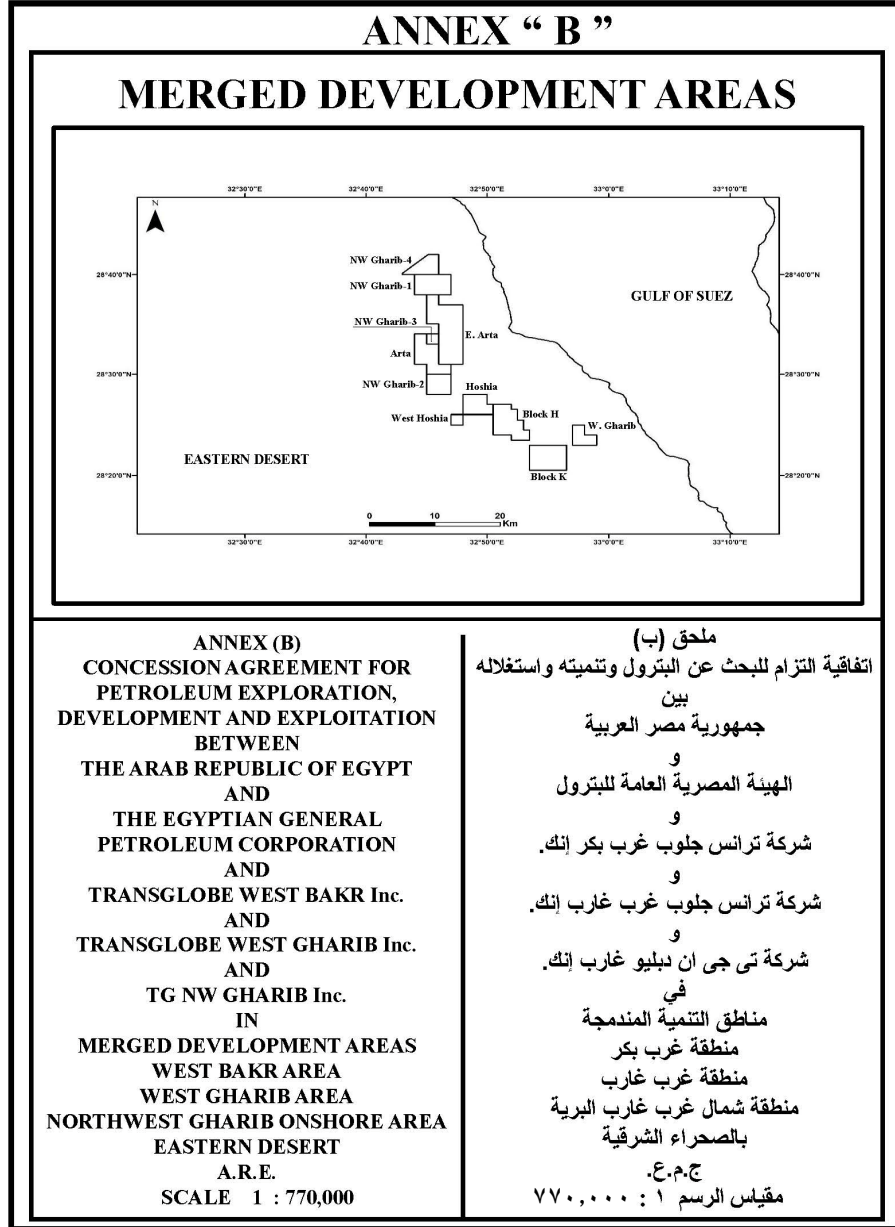 ANNEX “ B ”
MERGED DEVELOPMENT AREAS
32°30'0"E 32°40'0"E 32°50'0"E 33°0'0"E 33°10'0"E
N
NW Gharib-4
28°40'0"N 28°40'0"N
NW Gharib-1
GULF OF SUEZ
NW Gharib-3
E. Arta
Arta
28°30'0"N 28°30'0"N
NW Gharib-2
Hoshia
West Hoshia
Block H
W. Gharib
EASTERN DESERT
28°20'0"N 28°20'0"N
Block K
0 10 20
Km
32°30'0"E 32°40'0"E 32°50'0"E 33°0'0"E 33°10'0"E
ANNEX (B)
CONCESSION AGREEMENT FOR
PETROLEUM EXPLORATION,
DEVELOPMENT AND EXPLOITATION
BETWEEN
THE ARAB REPUBLIC OF EGYPT
AND
THE EGYPTIAN GENERAL
PETROLEUM CORPORATION
AND
TRANSGLOBE WEST BAKR Inc.
AND
TRANSGLOBE WEST GHARIB Inc.
AND
TG NW GHARIB Inc.
IN
MERGED DEVELOPMENT AREAS
WEST BAKR AREA
WEST GHARIB AREA
NORTHWEST GHARIB ONSHORE AREA
EASTERN DESERT
A.R.E.
SCALE 1 : 770,000
ملحق (ب)
اتفاقية التزام للبحث عن البترول وتنميته واستغلاله
بين
جمهورية مصر العربية
و
الهيئة المصرية العامة للبترول
و
شركة ترانس جلوب غرب بكر إنك.
و
شركة ترانس جلوب غرب غارب إنك.
و
شركة تى جى ان دبليو غارب إنك.
في
مناطق التنمية المندمجة
منطقة غرب بكر
منطقة غرب غارب
منطقة شمال غرب غارب البرية
بالصحراء الشرقية
ج.م.ع.
مقياس الرسم ١ : ٧٧٠,٠٠٠